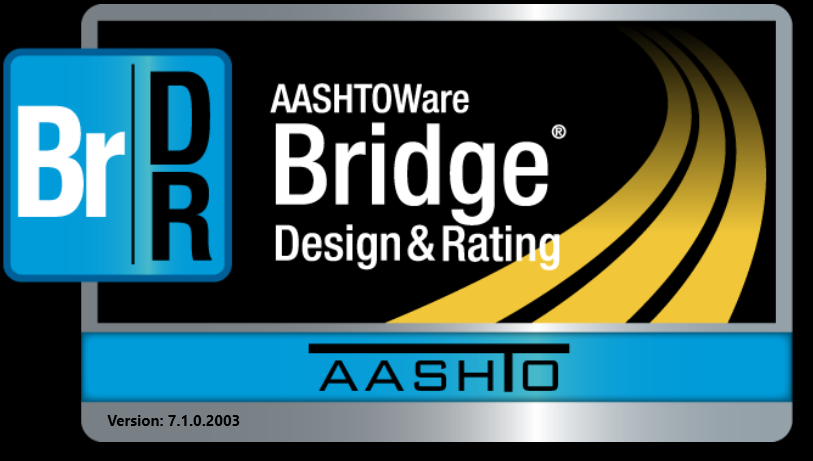 Br
D
R
AASHTOWare
Bridge®
Design & Rating
AASHTO
Version: 7.1.0.2003